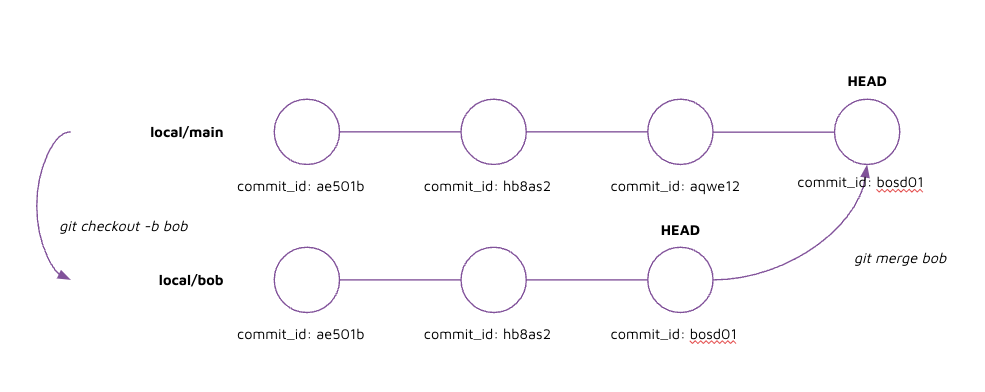 HEAD
local/main
commit_id: ae501b
commit_id: hb8as2
commit_id: aqwe12
commit_id: bosd01
git checkout -b bob
HEAD
git merge bob
local/bob
commit_id: ae501b
commit_id: hb8as2
commit_id: bosd01